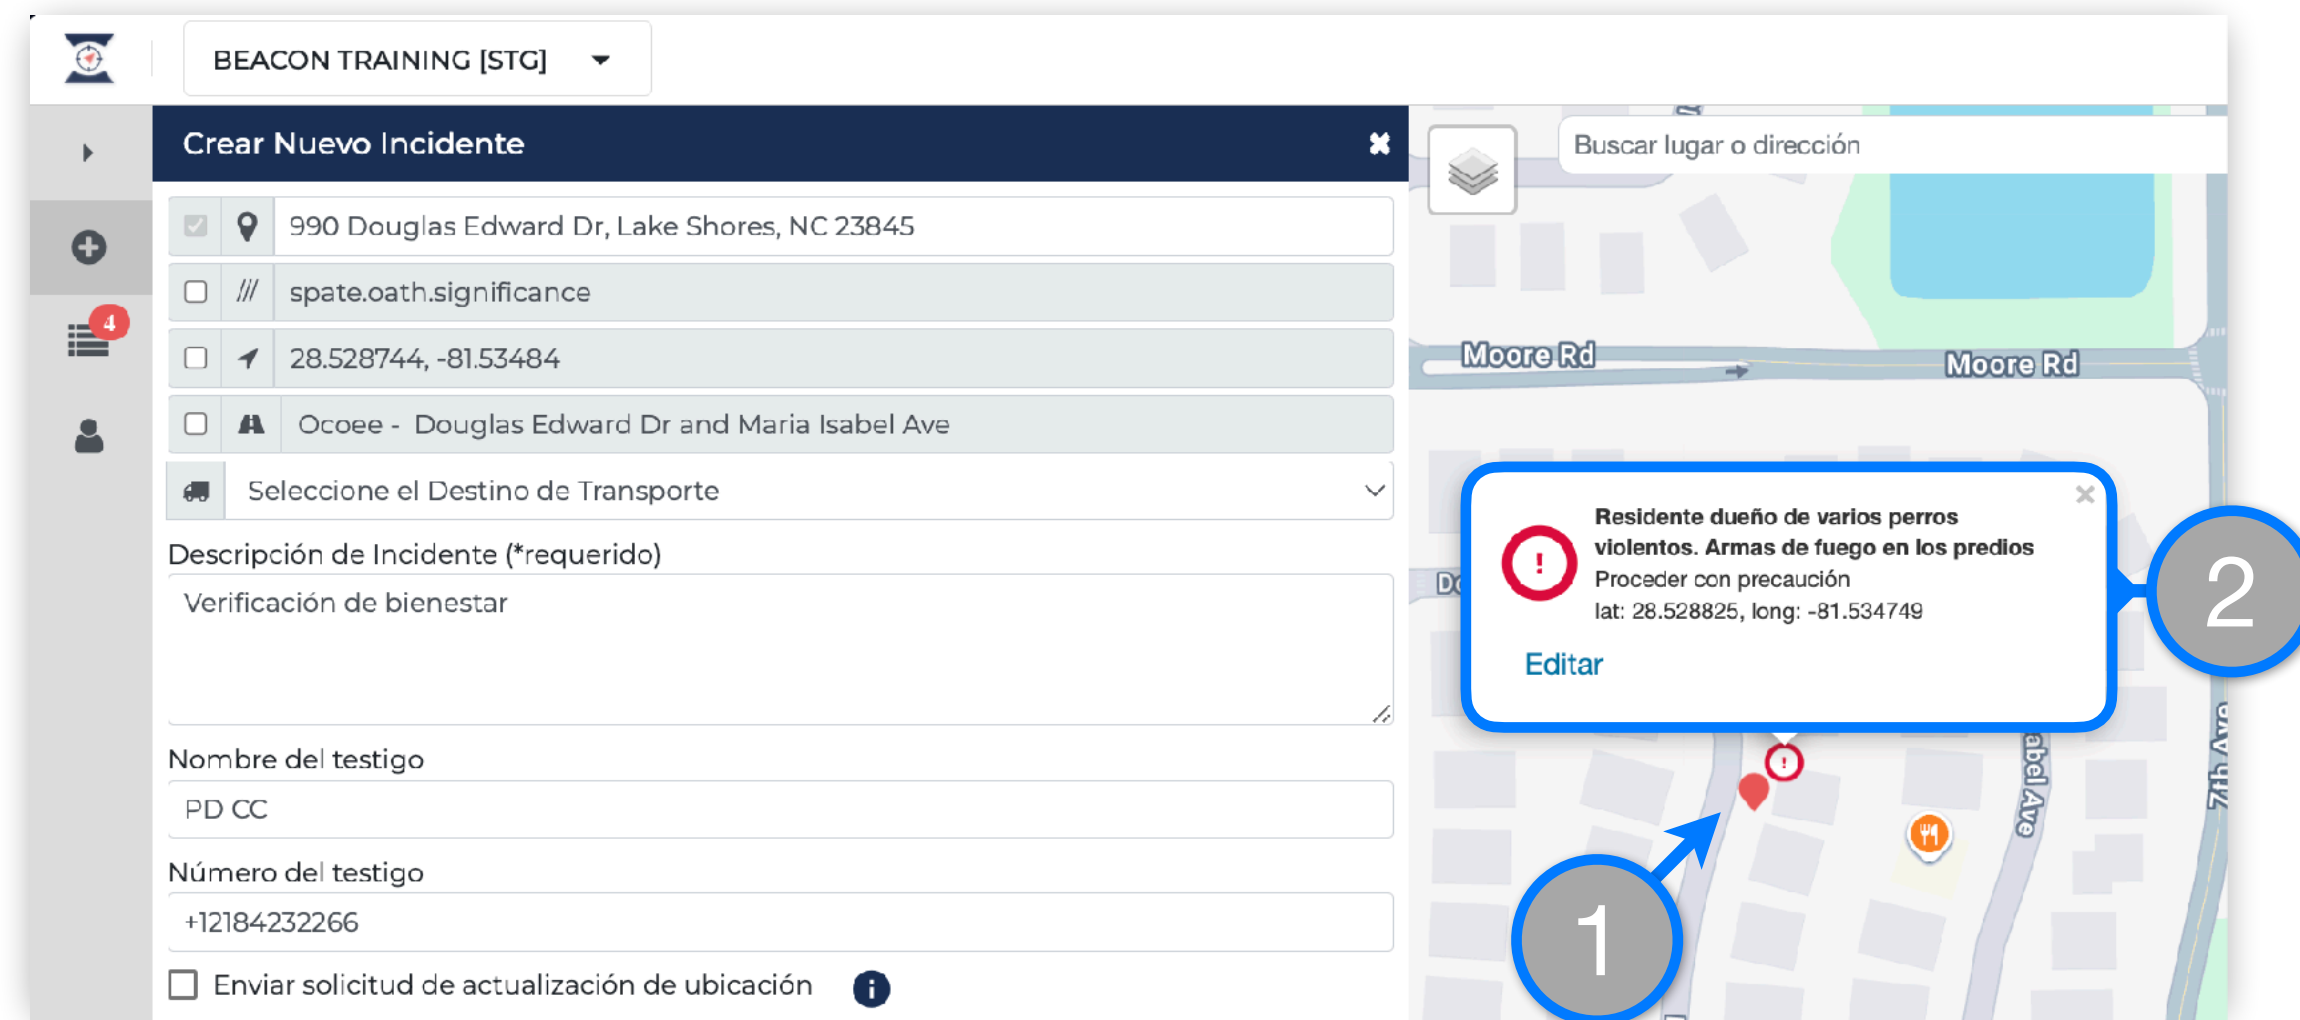 BEACON TRAINING [STG]
Crear Nuevo Incidente
Buscar lugar o dirección
990 Douglas Edward Dr, Lake Shores, NC 23845
spate.oath.significance
4
28.528744, -81.53484
Moore Rd
Moore Rd
Ocoee - Douglas Edward Dr and Maria Isabel Ave
Seleccione el Destino de Transporte
Residente dueño de varios perros
violentos. Armas de fuego en los predios
Proceder con precaución
lat: 28.528825, long: -81.534749
Editar
2
Descripción de Incidente (*requerido)
Verificación de bienestar
Nombre del testigo
PD CC
abel Ave
7th Ave
1
Número del testigo
+12184232266
Enviar solicitud de actualización de ubicación